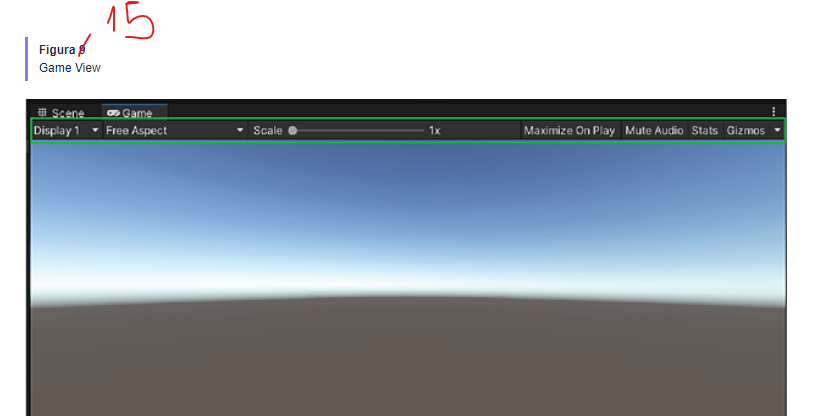 15
Figura 9
Game View
Scene Game
Display 1 Free Aspect Scale 1x Maximize On Play Mute Audio Stats Gizmos